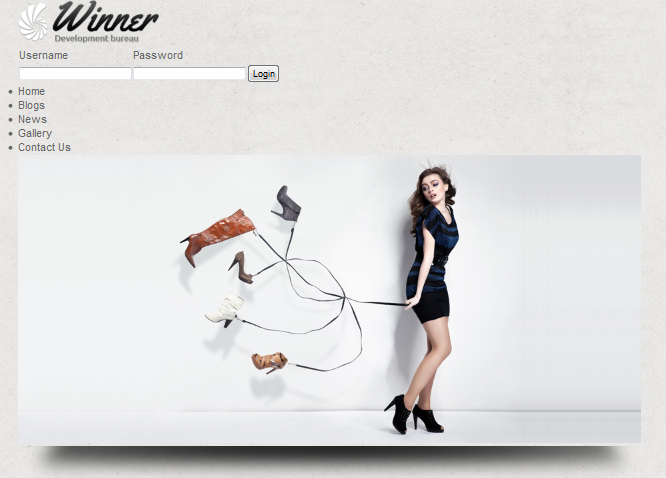 Winner
Development bureau
Username Password
Login
Home
Blogs
News
Gallery
Contact Us